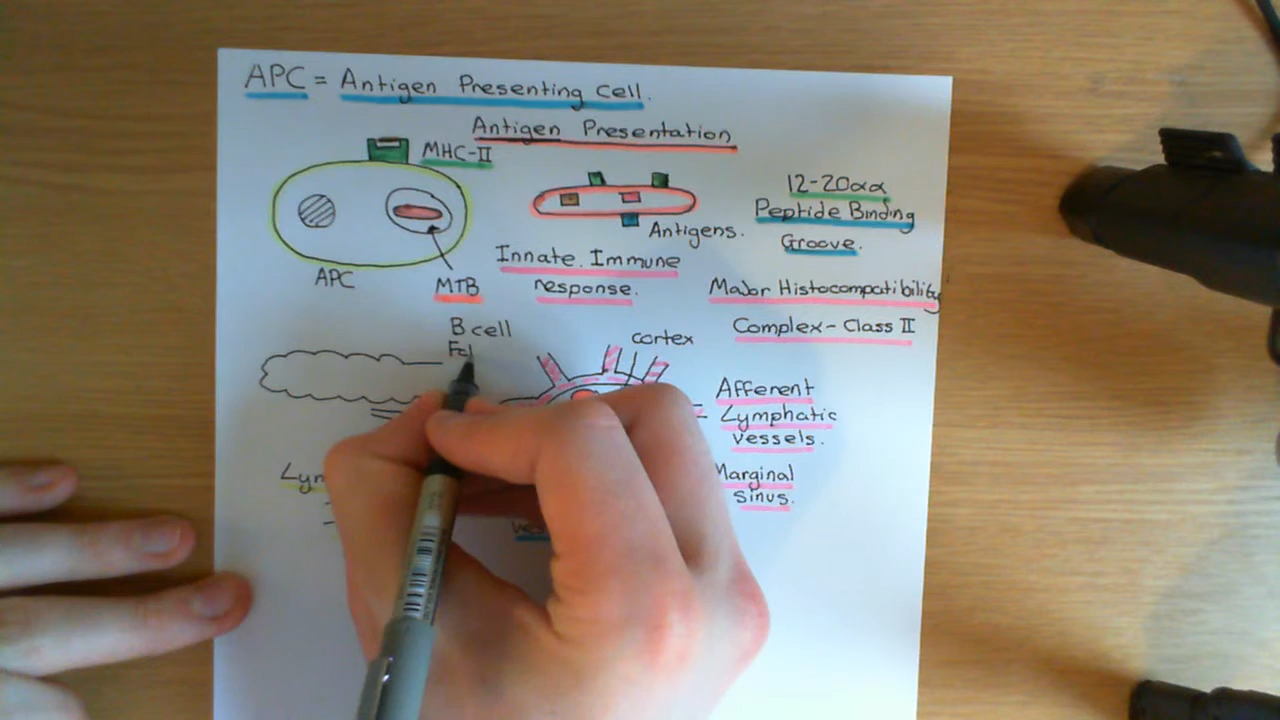 APC = Antigen Presenting Cell.
Antigen Presentation
MHC-II
12-20αα
Peptide Binding
Groove.
Antigens.
APC
MTB
Innate Immune
response.
Major Histocompatibility
Complex - Class II
B cell
cortex
Afferent
Lymphatic
vessels.
Marginal
sinus.